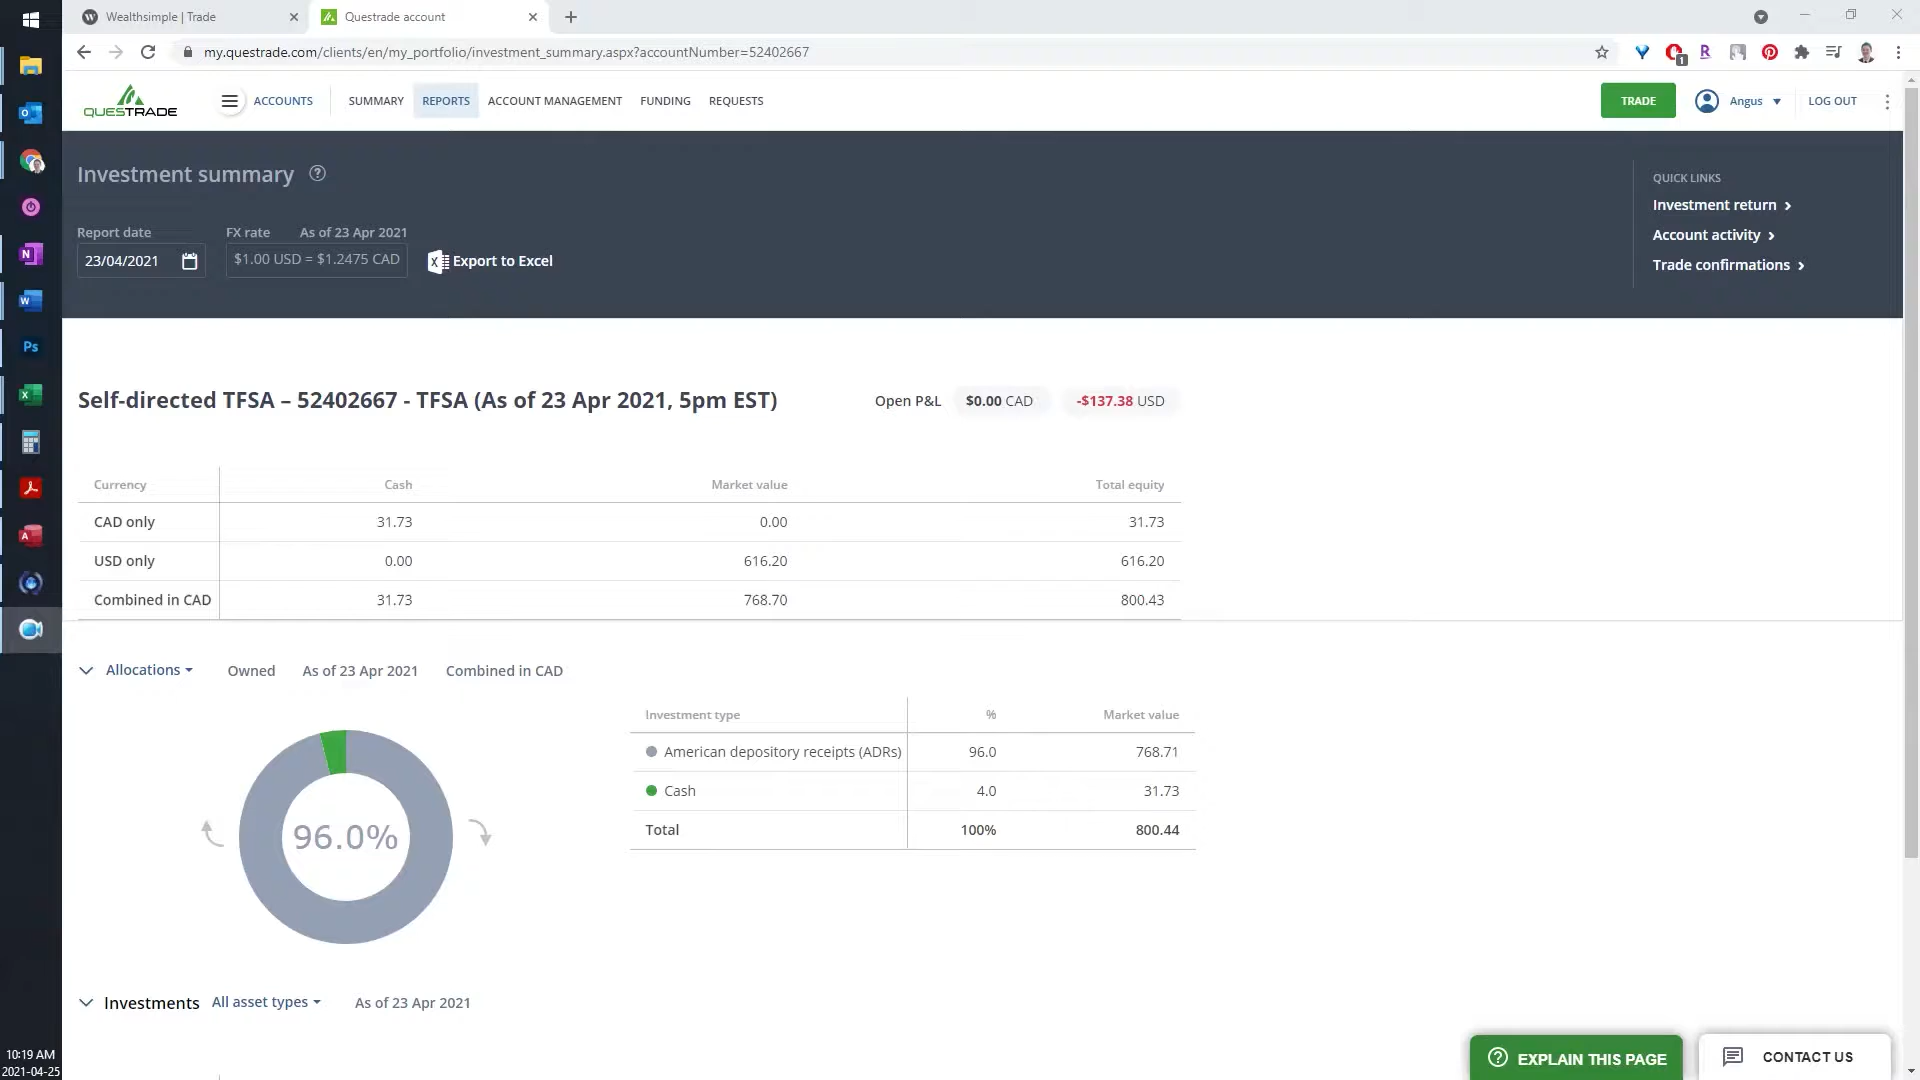 Wealthsimple | Trade
Questrade account
my.questrade.com/clients/en/my_portfolio/investment_summary.aspx?accountNumber=52402667
1
QUESTRADE
ACCOUNTS
SUMMARY
REPORTS
ACCOUNT MANAGEMENT
FUNDING
REQUESTS
TRADE
Angus
LOG OUT
Investment summary
?
QUICK LINKS
Investment return
Account activity
Trade confirmations
Report date
FX rate
As of 23 Apr 2021
23/04/2021
$1.00 USD = $1.2475 CAD
Export to Excel
Self-directed TFSA – 52402667 - TFSA (As of 23 Apr 2021, 5pm EST)
Open P&L
$0.00 CAD
-$137.38 USD
Currency Cash Market value Total equity
CAD only 31.73 0.00 31.73
USD only 0.00 616.20 616.20
Combined in CAD 31.73 768.70 800.43
Allocations
Owned
As of 23 Apr 2021
Combined in CAD
96.0%
Investment type % Market value
American depository receipts (ADRs) 96.0 768.71
Cash 4.0 31.73
Total 100% 800.44
Investments
All asset types
As of 23 Apr 2021
EXPLAIN THIS PAGE
CONTACT US
10:19 AM
2021-04-25